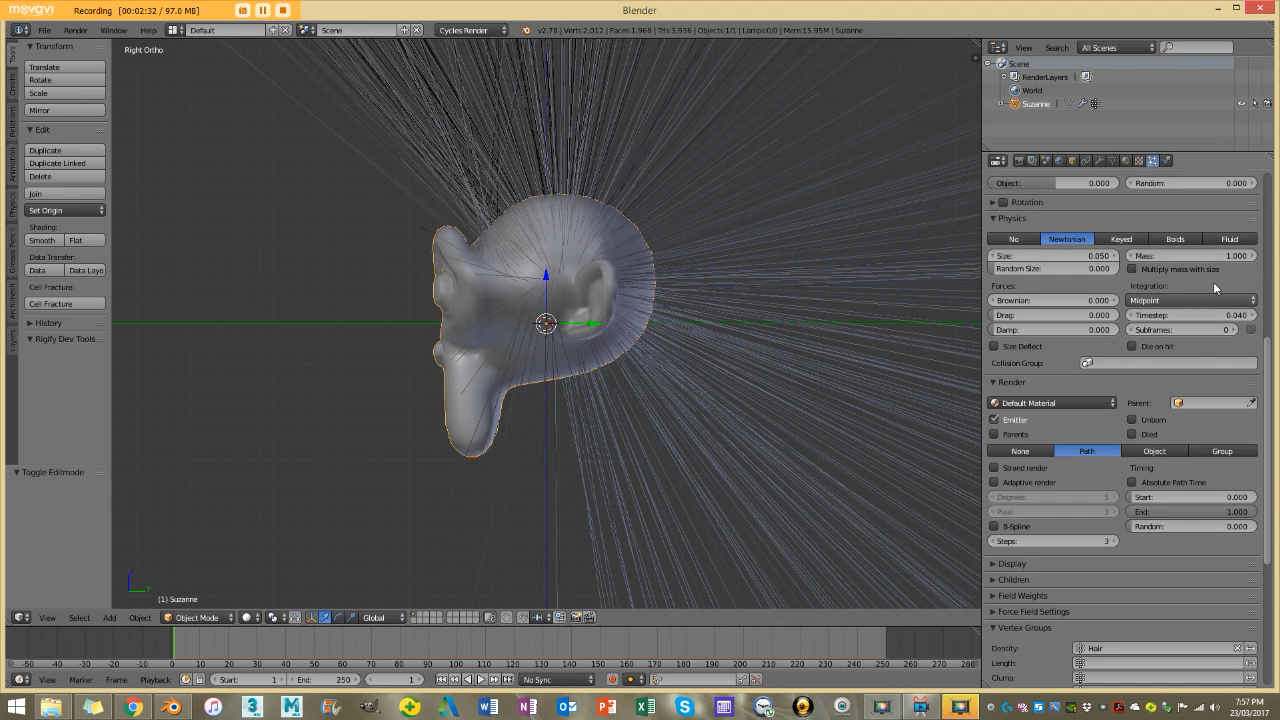 movavi Recording [00:02:32 / 97.0 MB] Blender
File Render Window Help Default Scene Cycles Render v2.78 | Verts:2,012 | Faces:1,968 | Tris:3,936 | Objects:1/1 | Lamps:0/0 | Mem:15.95M | Suzanne
View Search All Scenes
Scene
RenderLayers
World
Suzanne
Tools
Create
Relations
Animation
Physics
Grease Pencil
Layers
Transform
Translate
Rotate
Scale
Mirror
Edit
Duplicate
Duplicate Linked
Delete
Join
Set Origin
Shading:
Smooth Flat
Data Transfer:
Data Data Layo
Cell Fracture:
Cell Fracture
History
Rigify Dev Tools
Toggle Editmode
Right Ortho
z
y
(1) Suzanne
View Select Add Object Object Mode Global
Object: 0.000 Random: 0.000
Rotation
Physics
No Newtonian Keyed Boids Fluid
Size: 0.050 Mass: 1.000
Random Size: 0.000 Multiply mass with size
Forces: Integration:
Brownian: 0.000 Midpoint
Drag: 0.000 Timestep: 0.040
Damp: 0.000 Subframes: 0
Size Deflect Die on hit
Collision Group:
Render
Default Material Parent:
Emitter Unborn
Parents Died
None Path Object Group
Strand render Timing:
Adaptive render Absolute Path Time
Degrees: 5 Start: 0.000
Pixel: 3 End: 1.000
B-Spline Random: 0.000
Steps: 3
Display
Children
Field Weights
Force Field Settings
Vertex Groups
Density: Hair
Length:
Clump:
-50 -40 -30 -20 -10 0 10 20 30 40 50 60 70 80 90 100 110 120 130 140 150 160 170 180 190 200 210 220 230 240 250 260 270 280
View Marker Frame Playback Start: 1 End: 250 1 No Sync
7:57 PM
23/03/2017